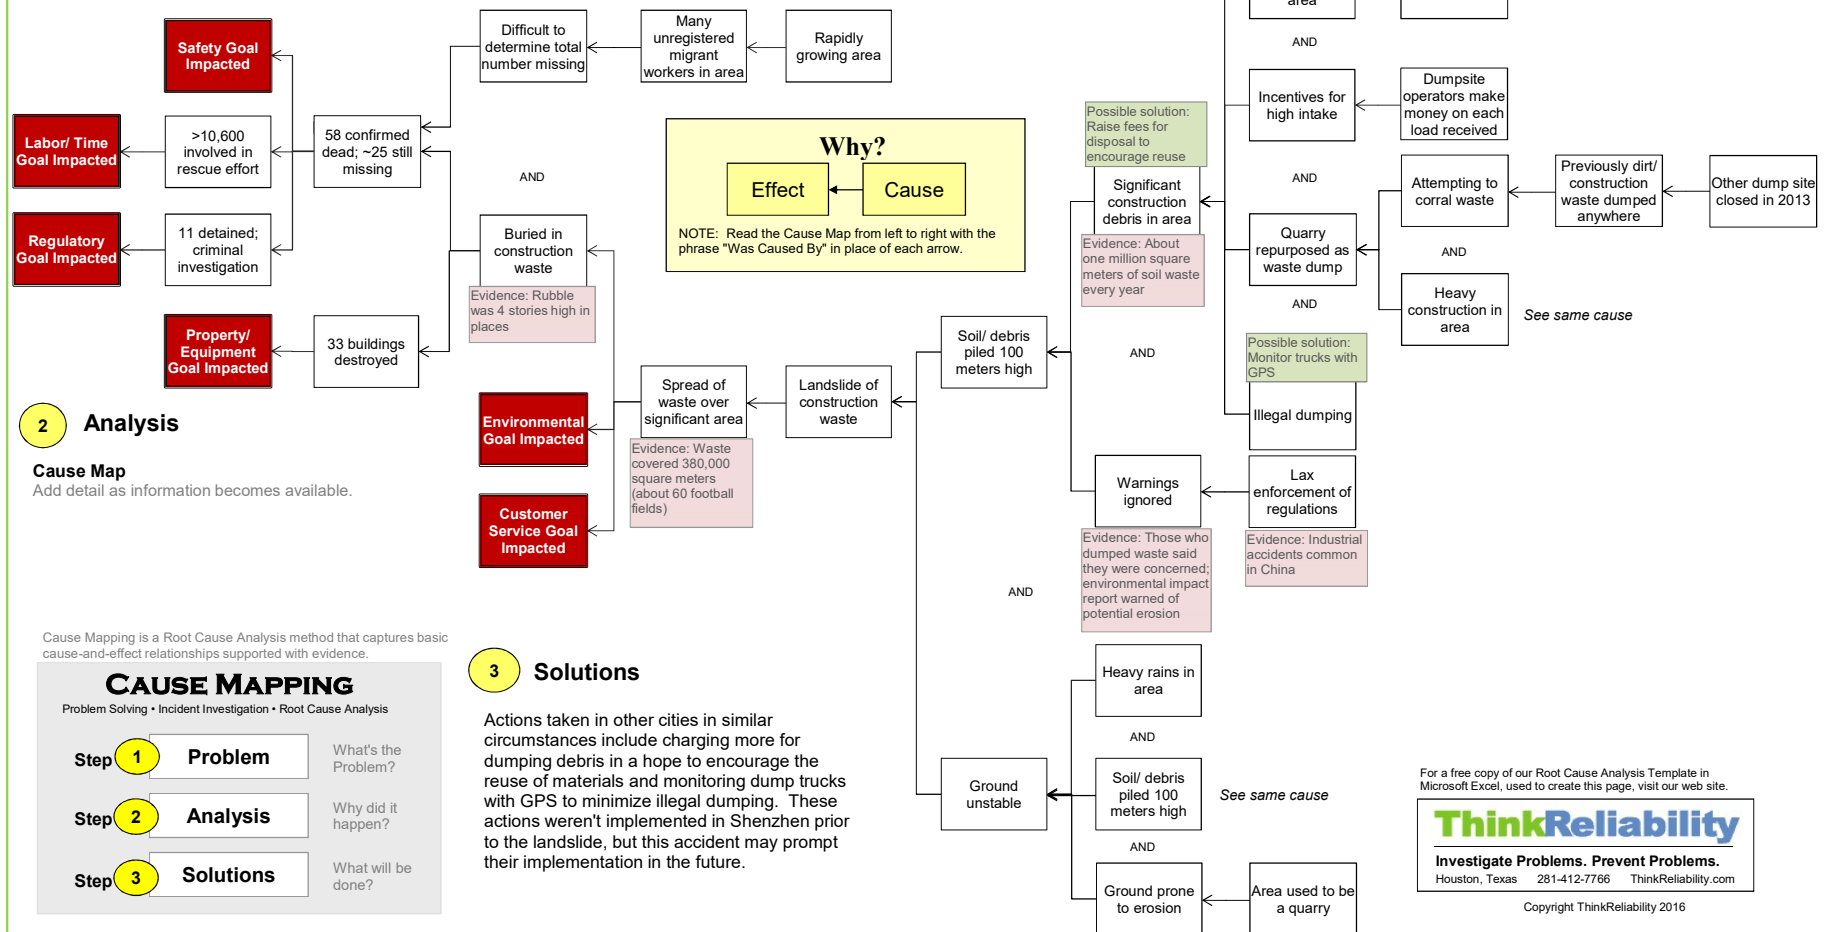 area
AND
Safety Goal
Impacted
Difficult to
determine total
number missing
Many
unregistered
migrant
workers in area
Rapidly
growing area
Incentives for
high intake
Dumpsite
operators make
money on each
load received
Labor/ Time
Goal Impacted
>10,600
involved in
rescue effort
58 confirmed
dead; ~25 still
missing
AND
Why?
Effect
Cause
NOTE:  Read the Cause Map from left to right with the
phrase "Was Caused By" in place of each arrow.
Possible solution:
Raise fees for
disposal to
encourage reuse
Significant
construction
debris in area
Evidence: About
one million square
meters of soil waste
every year
AND
Attempting to
corral waste
Previously dirt/
construction
waste dumped
anywhere
Other dump site
closed in 2013
Regulatory
Goal Impacted
11 detained;
criminal
investigation
Buried in
construction
waste
Evidence: Rubble
was 4 stories high in
places
Quarry
repurposed as
waste dump
AND
AND
Heavy
construction in
area
See same cause
Property/
Equipment
Goal Impacted
33 buildings
destroyed
Soil/ debris
piled 100
meters high
AND
Possible solution:
Monitor trucks with
GPS
Illegal dumping
Environmental
Goal Impacted
Spread of
waste over
significant area
Evidence: Waste
covered 380,000
square meters
(about 60 football
fields)
Landslide of
construction
waste
Customer
Service Goal
Impacted
Warnings
ignored
Evidence: Those who
dumped waste said
they were concerned;
environmental impact
report warned of
potential erosion
Lax
enforcement of
regulations
Evidence: Industrial
accidents common
in China
2
Analysis
Cause Map
Add detail as information becomes available.
AND
Cause Mapping is a Root Cause Analysis method that captures basic
cause-and-effect relationships supported with evidence.
CAUSE MAPPING
Problem Solving • Incident Investigation • Root Cause Analysis
Step 1 Problem
What's the
Problem?
Step 2 Analysis
Why did it
happen?
Step 3 Solutions
What will be
done?
3
Solutions
Actions taken in other cities in similar
circumstances include charging more for
dumping debris in a hope to encourage the
reuse of materials and monitoring dump trucks
with GPS to minimize illegal dumping.  These
actions weren't implemented in Shenzhen prior
to the landslide, but this accident may prompt
their implementation in the future.
Heavy rains in
area
AND
Ground
unstable
Soil/ debris
piled 100
meters high
See same cause
AND
Ground prone
to erosion
Area used to be
a quarry
For a free copy of our Root Cause Analysis Template in
Microsoft Excel, used to create this page, visit our web site.
ThinkReliability
Investigate Problems. Prevent Problems.
Houston, Texas 281-412-7766 ThinkReliability.com
Copyright ThinkReliability 2016